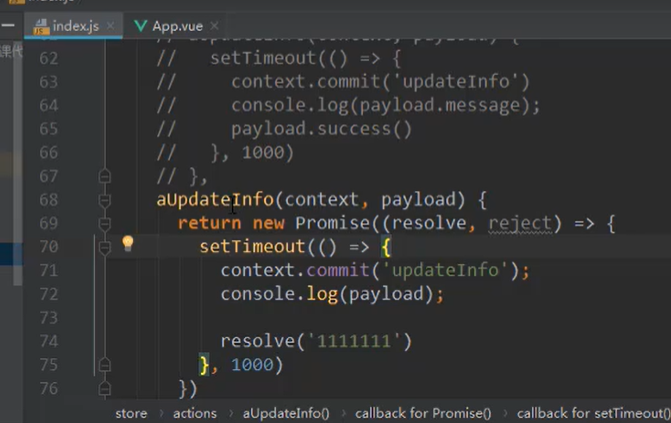 index.js
index.js
App.vue
课代
62 //   setTimeout(() => {
63 //     context.commit('updateInfo')
64 //     console.log(payload.message);
65 //     payload.success()
66 //   }, 1000)
67 // },
68 aUpdateInfo(context, payload) {
69   return new Promise((resolve, reject) => {
70     setTimeout(() => {
71       context.commit('updateInfo');
72       console.log(payload);
73
74       resolve('1111111')
75     }, 1000)
76   })
store › actions › aUpdateInfo() › callback for Promise() › callback for setTimeout()